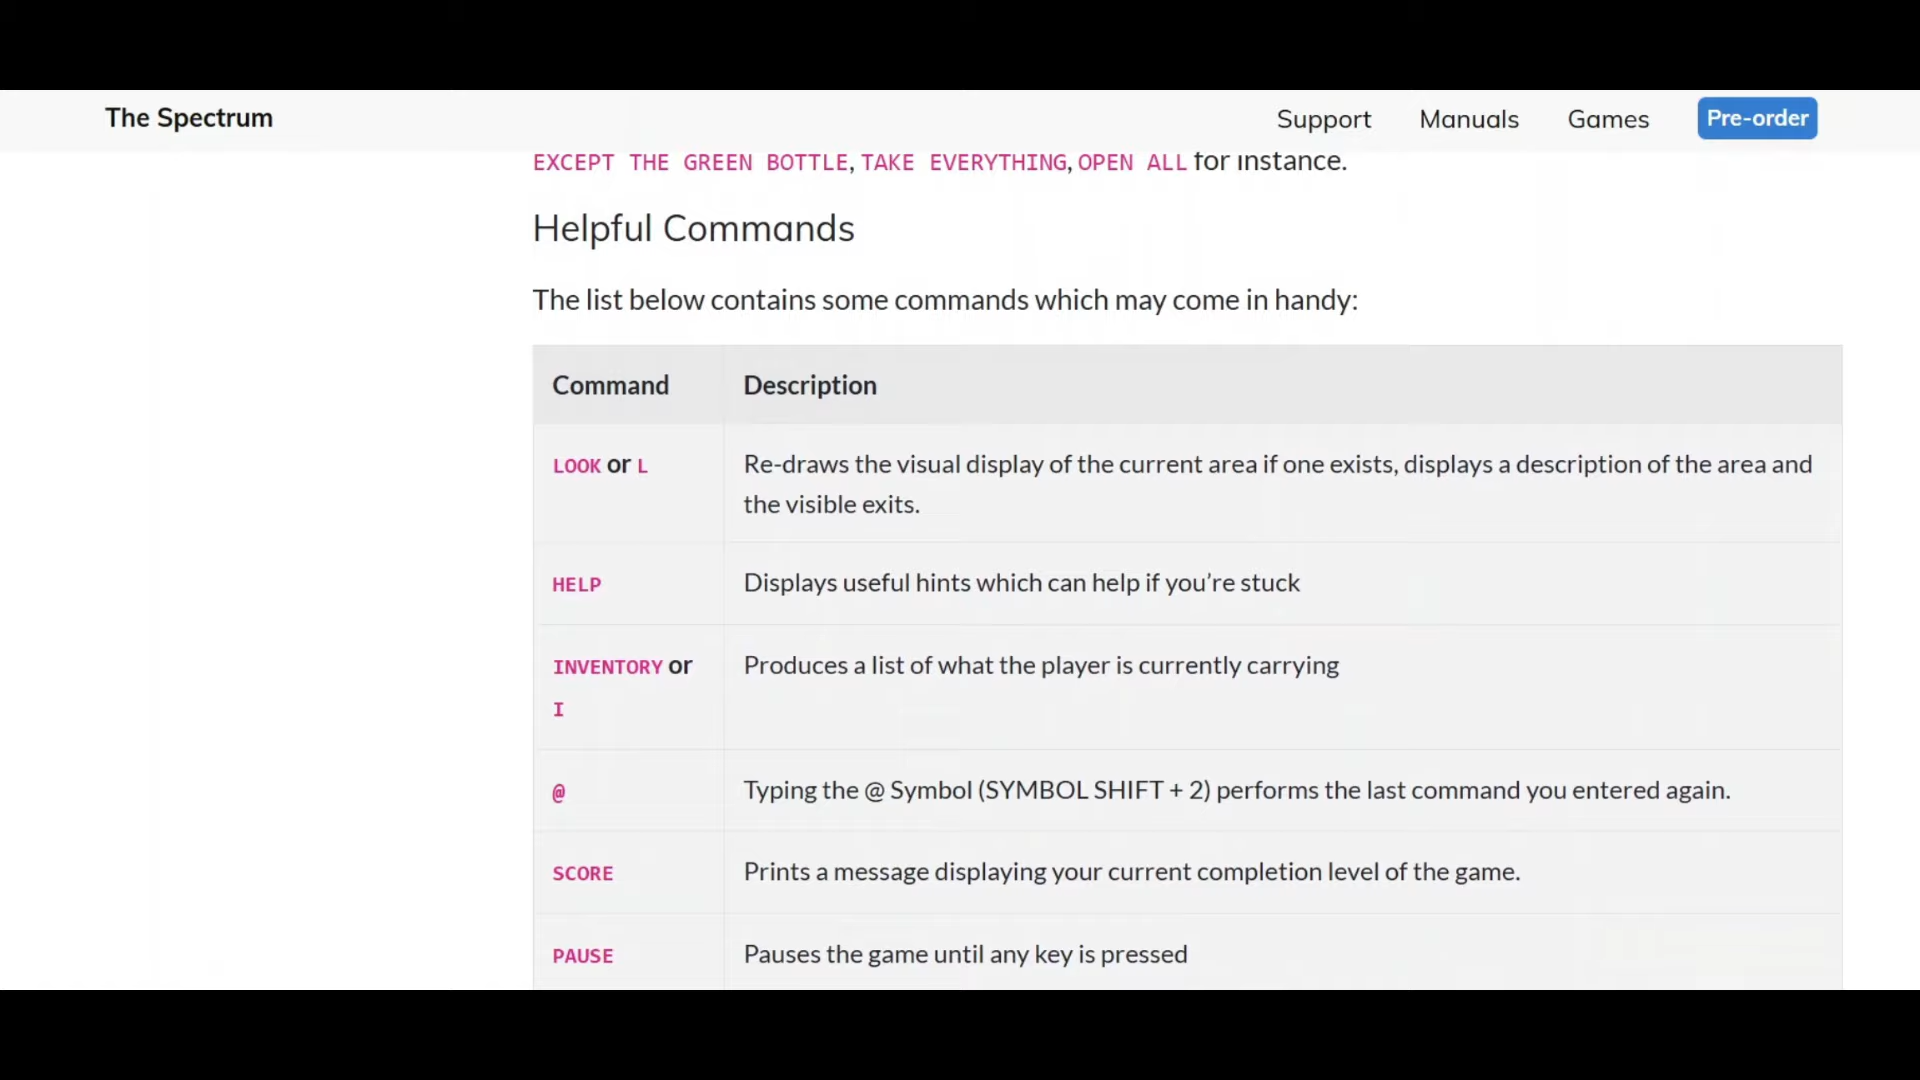 The Spectrum
Support
Manuals
Games
Pre-order
EXCEPT THE GREEN BOTTLE, TAKE EVERYTHING, OPEN ALL for instance.
Helpful Commands
The list below contains some commands which may come in handy:
Command
Description
LOOK or L
Re-draws the visual display of the current area if one exists, displays a description of the area and
the visible exits.
HELP
Displays useful hints which can help if you’re stuck
INVENTORY or
I
Produces a list of what the player is currently carrying
@
Typing the @ Symbol (SYMBOL SHIFT + 2) performs the last command you entered again.
SCORE
Prints a message displaying your current completion level of the game.
PAUSE
Pauses the game until any key is pressed